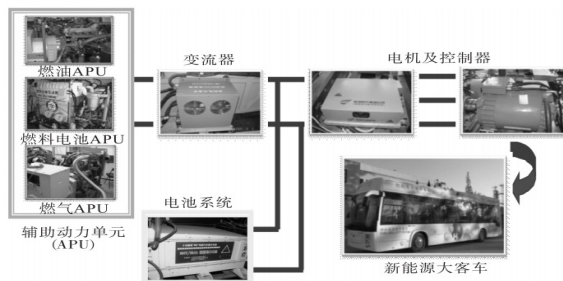 燃油APU
燃料电池APU
燃气APU
辅助动力单元
(APU)
变流器
电池系统
电机及控制器
新能源大客车